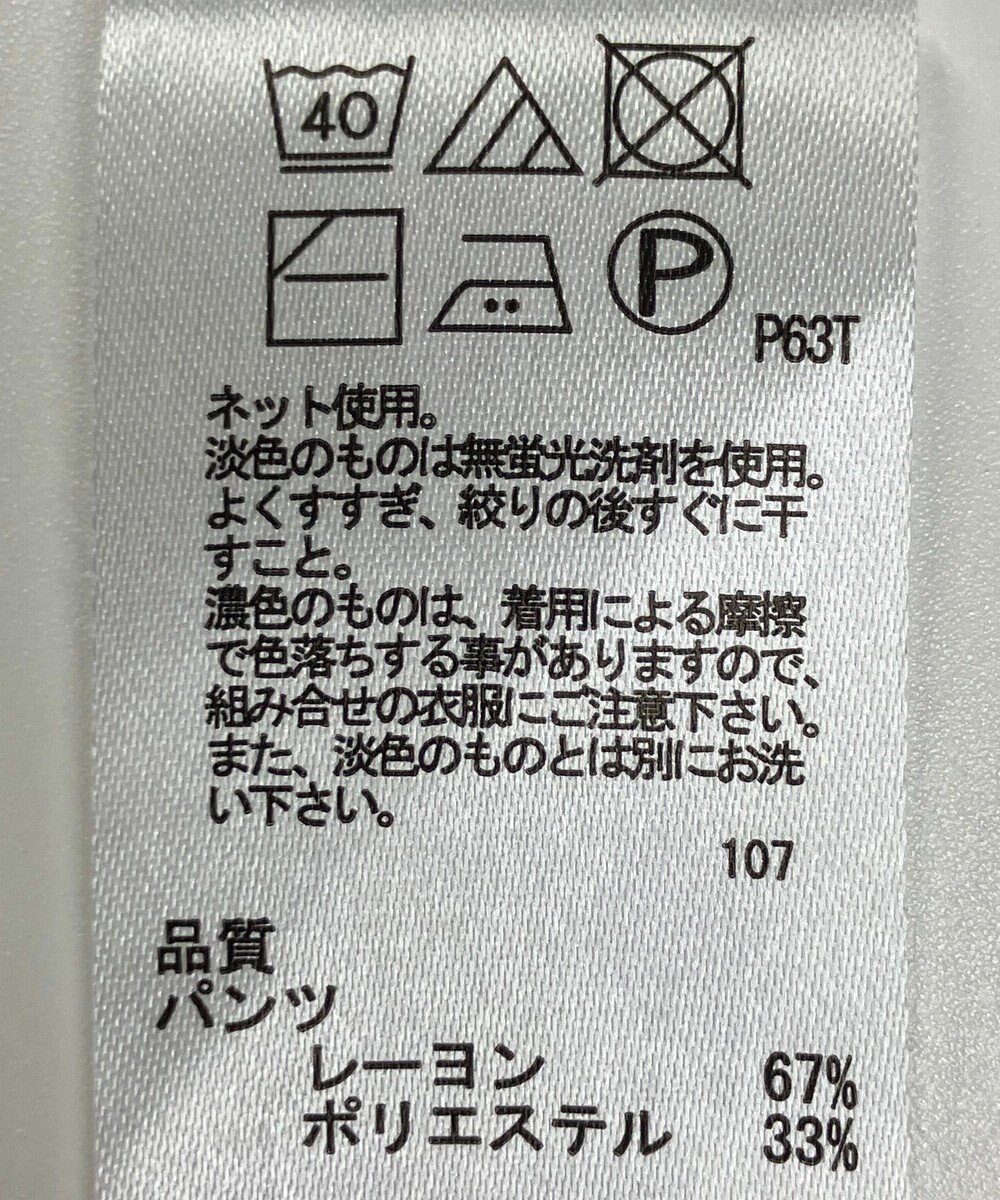 40
P
P63T
ネット使用。
淡色のものは無蛍光洗剤を使用。
よくすすぎ、絞りの後すぐに干
すこと。
濃色のものは、着用による摩擦
で色落ちする事がありますので、
組み合せの衣服にご注意下さい。
また、淡色のものとは別にお洗
い下さい。
107
品質
パンツ
レーヨン 67%
ポリエステル 33%